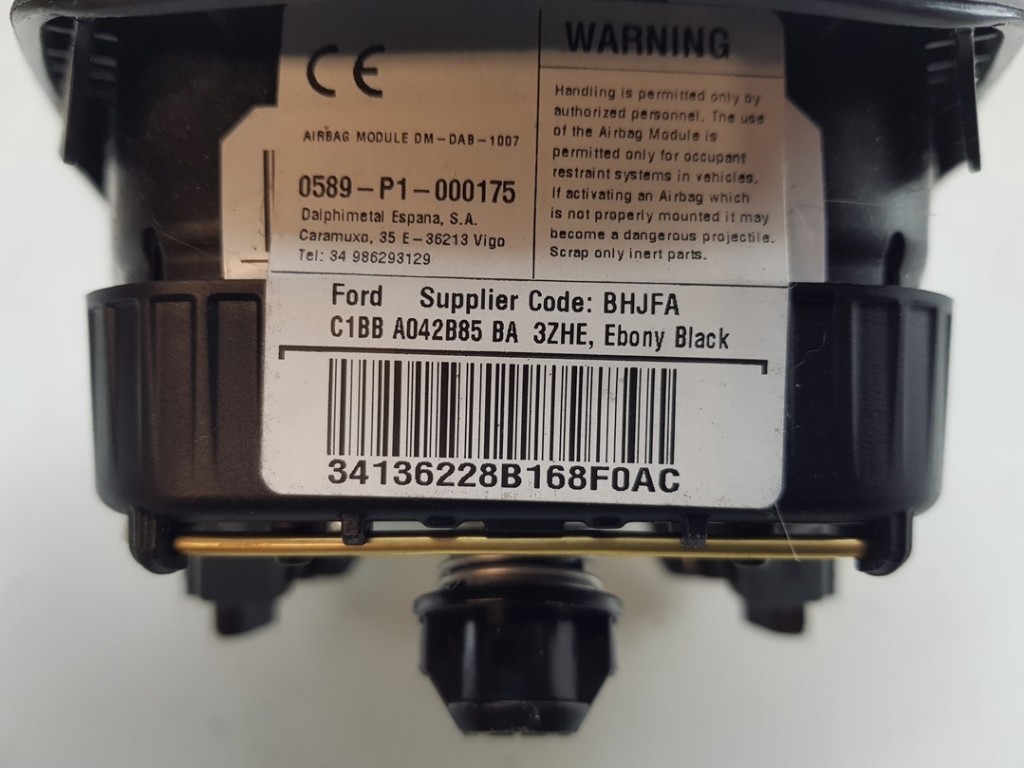 CE
AIRBAG MODULE DM-DAB-1007
0589-P1-000175
Dalphimetal Espana, S.A.
Caramuxo, 35 E-36213 Vigo
Tel: 34 986293129
WARNING
Handling is permitted only by
authorized personnel. The use
of the Airbag Module is
permitted only for occupant
restraint systems in vehicles.
If activating an Airbag which
is not properly mounted it may
become a dangerous projectile.
Scrap only inert parts.
Ford Supplier Code: BHJFA
C1BB A042B85 BA 3ZHE, Ebony Black
34136228B168F0AC